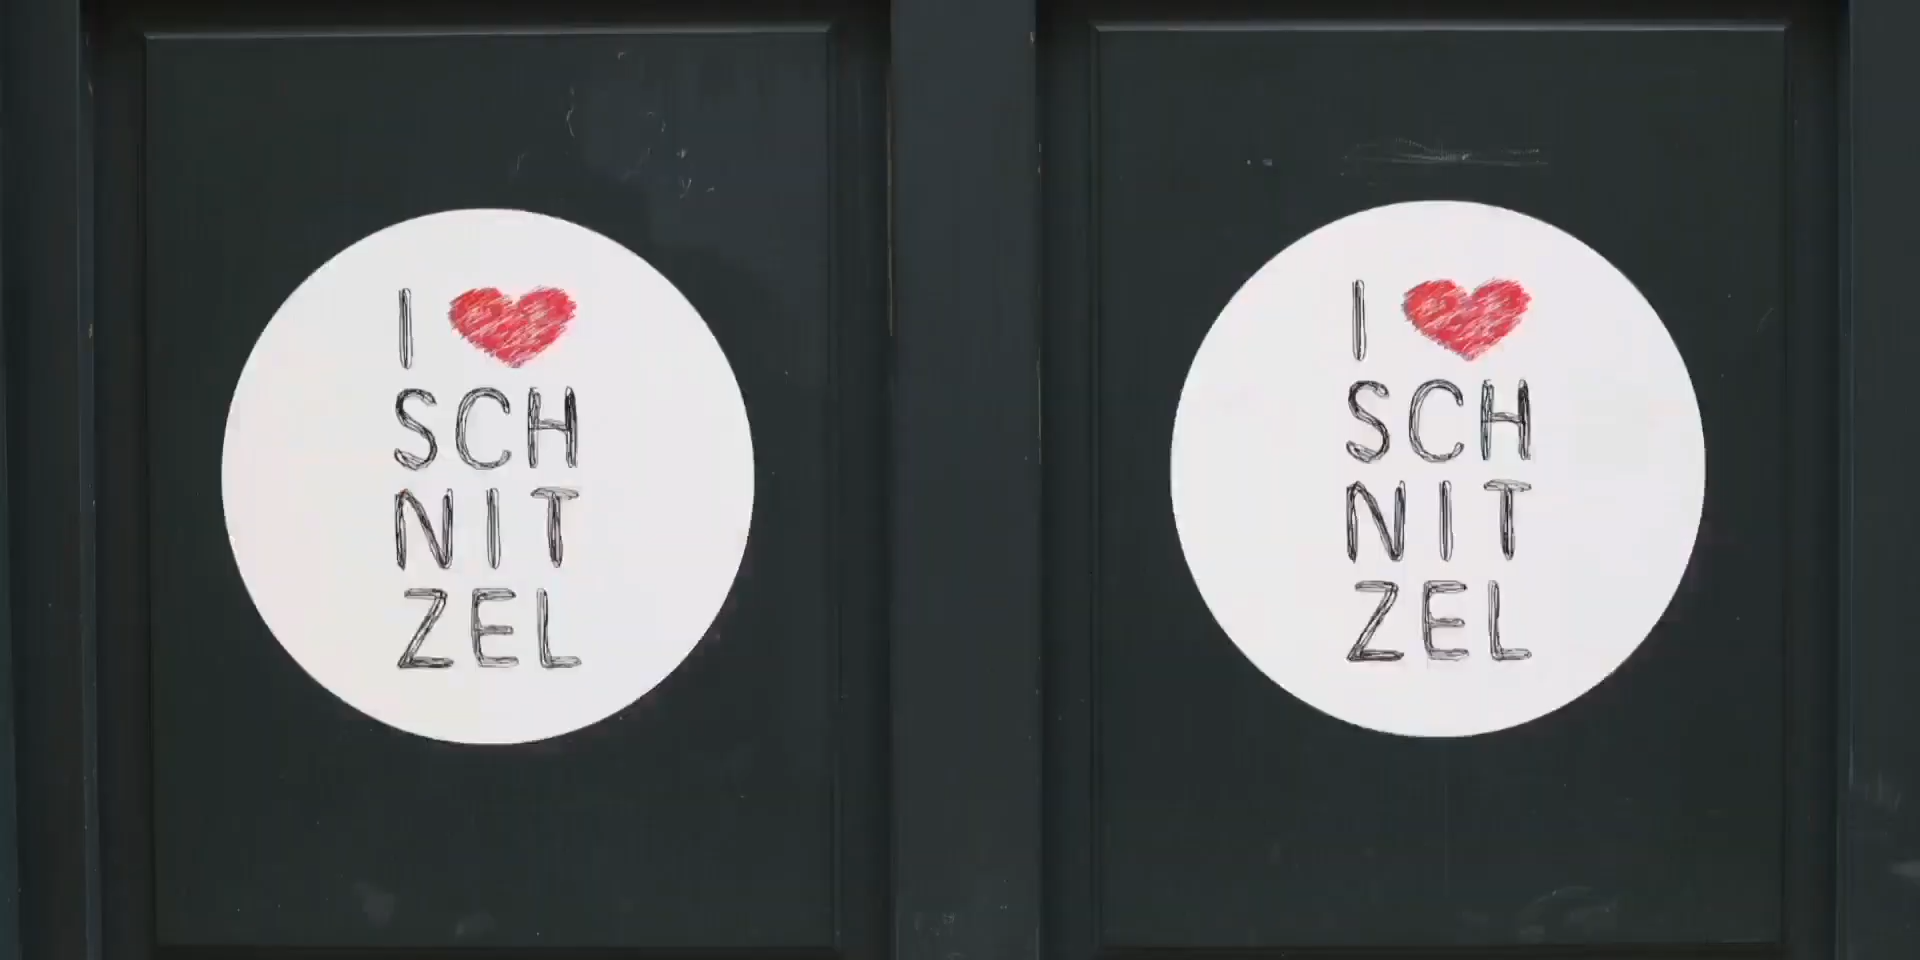 I ❤
SCH
NIT
ZEL
I ❤
SCH
NIT
ZEL